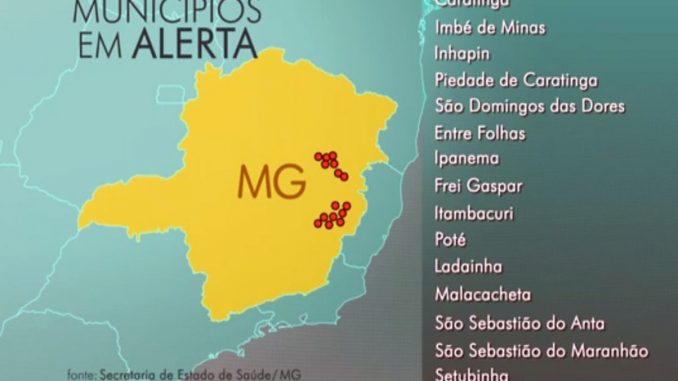 MUNICÍPIOS
EM ALERTA
MG
fonte: Secretaria de Estado de Saúde/MG
Caratinga
Imbé de Minas
Inhapin
Piedade de Caratinga
São Domingos das Dores
Entre Folhas
Ipanema
Frei Gaspar
Itambacuri
Poté
Ladainha
Malacacheta
São Sebastião do Anta
São Sebastião do Maranhão
Setubinha